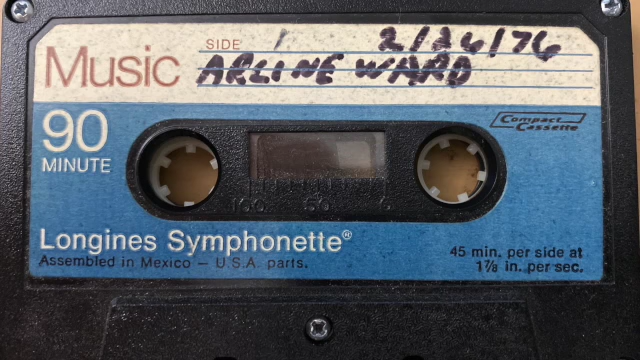 Music SIDE 1 2/26/76
ARLINE WARD
90
MINUTE
Compact
Cassette
100 50 0
Longines Symphonette®
Assembled in Mexico – U.S.A. parts.
45 min. per side at
1⅞ in. per sec.